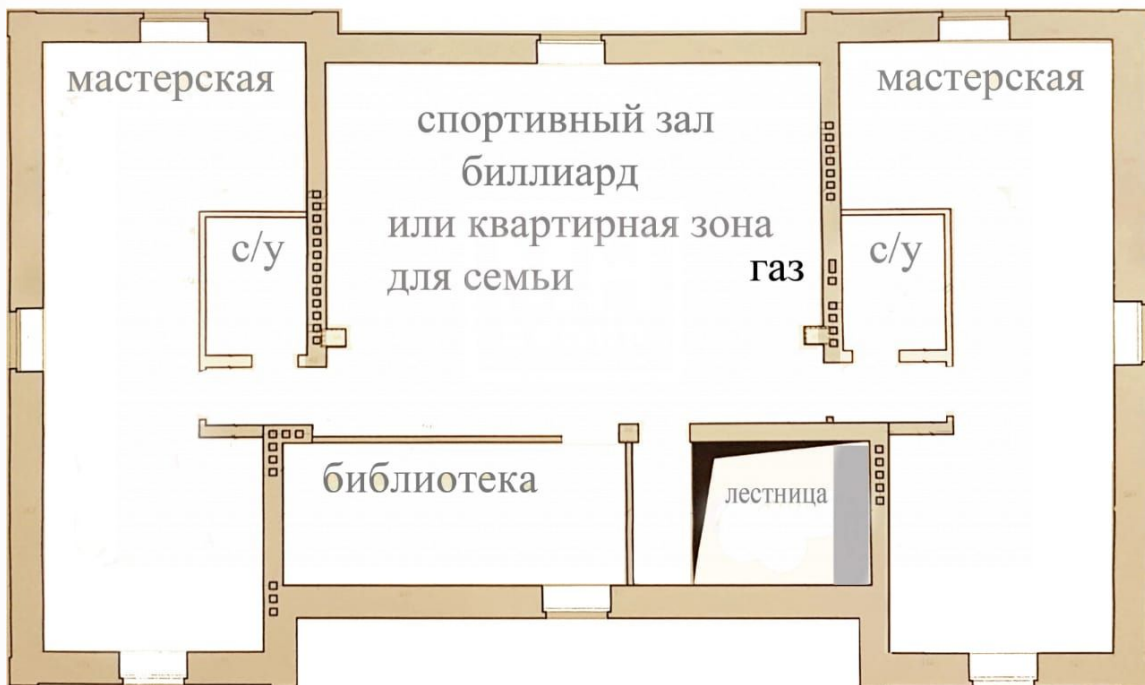 мастерская
мастерская
спортивный зал
биллиард
или квартирная зона
для семьи
газ
с/у
с/у
библиотека
лестница